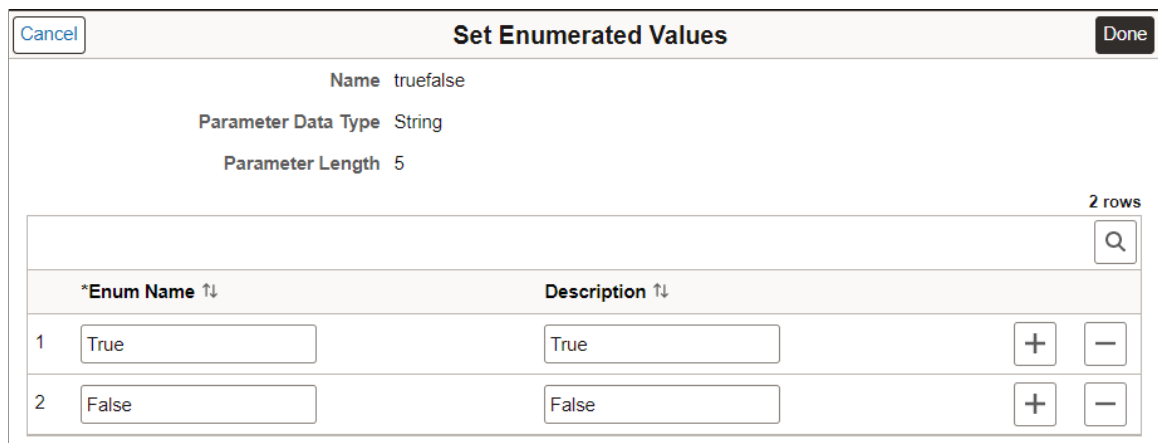 Cancel Set Enumerated Values Done
Name truefalse
Parameter Data Type String
Parameter Length 5
2 rows
*Enum Name Description
1 True True
2 False False